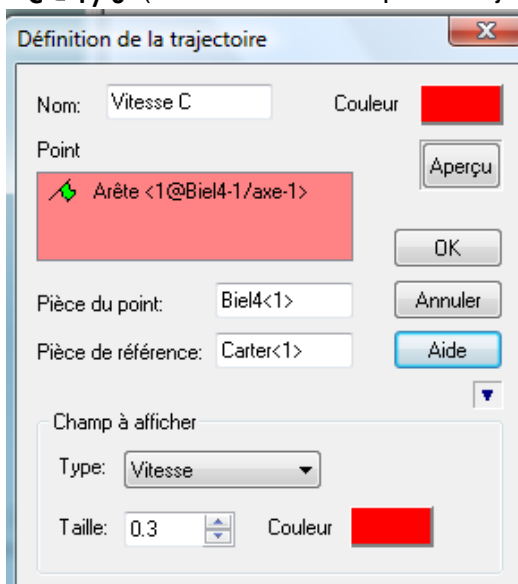 Définition de la trajectoire
Nom: Vitesse C Couleur
Point
Arête <1@Biel4-1/axe-1>
Aperçu
OK
Pièce du point: Biel4<1> Annuler
Pièce de référence: Carter<1> Aide
Champ à afficher
Type: Vitesse
Taille: 0.3 Couleur